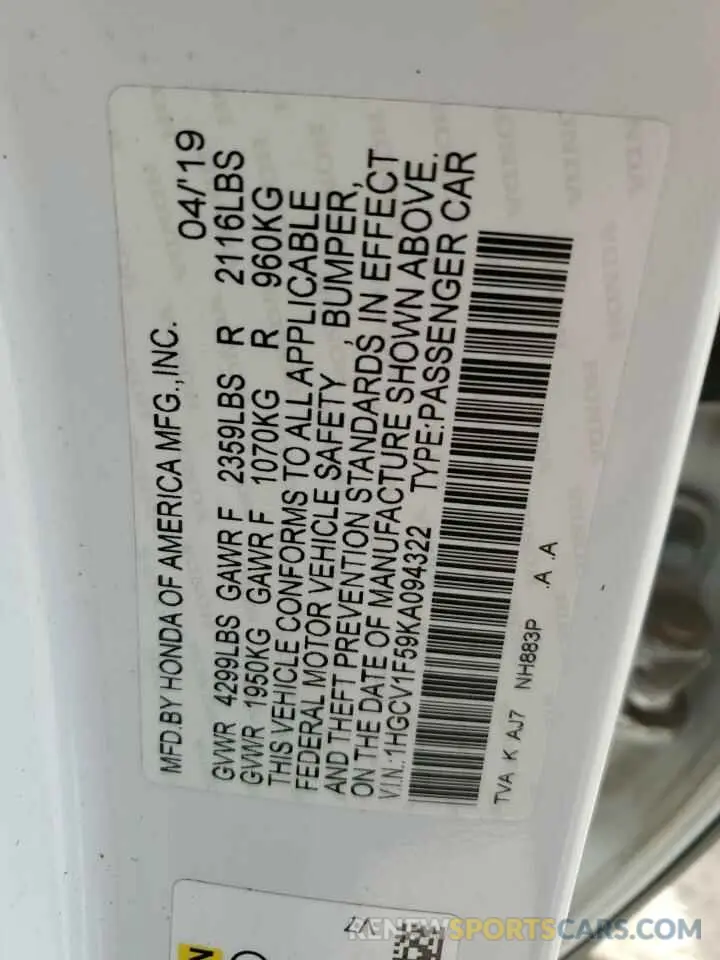 MFD.BY HONDA OF AMERICA MFG.,INC. 04/'19
GVWR 4299LBS GAWR F 2359LBS R 2116LBS
GVWR 1950KG GAWR F 1070KG R 960KG
THIS VEHICLE CONFORMS TO ALL APPLICABLE
FEDERAL MOTOR VEHICLE SAFETY, BUMPER,
AND THEFT PREVENTION STANDARDS IN EFFECT
ON THE DATE OF MANUFACTURE SHOWN ABOVE.
V.I.N.: 1HGCV1F59KA094322 TYPE:PASSENGER CAR
TVA K AJ7 NH883P .A .A
HONDA
RENEWSPORTSCARS.COM